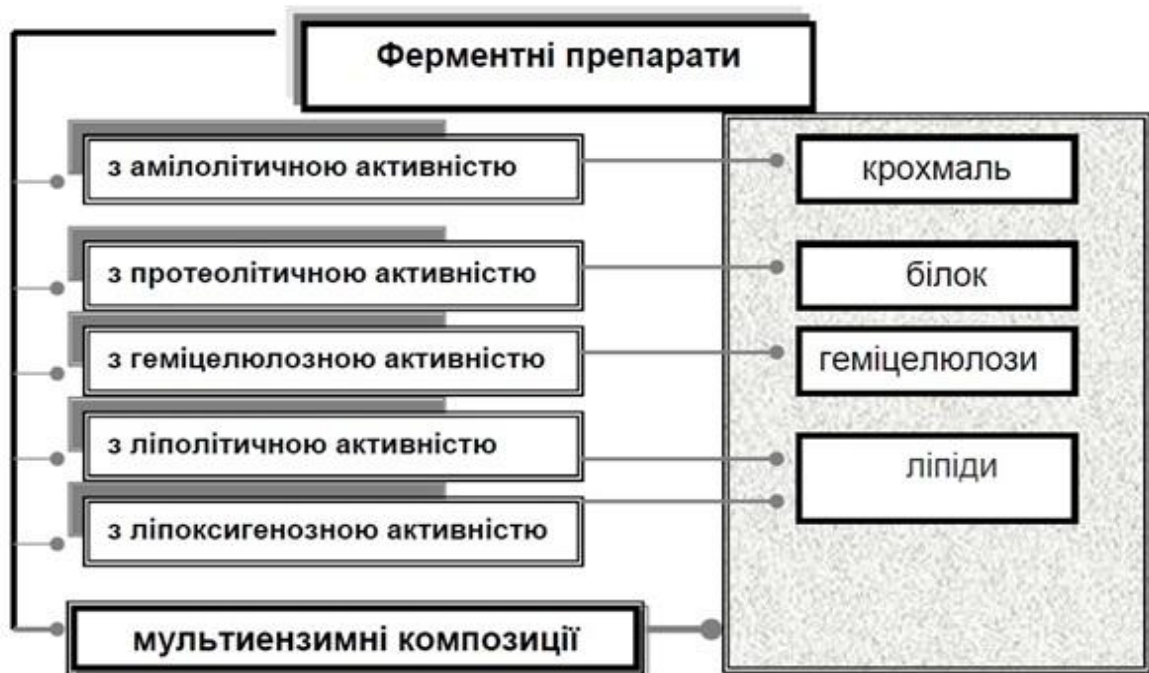 Ферментні препарати
з амілолітичною активністю
крохмаль
з протеолітичною активністю
білок
з геміцелюлозною активністю
геміцелюлози
з ліполітичною активністю
ліпіди
з ліпоксигенозною активністю
мультиензимні композиції